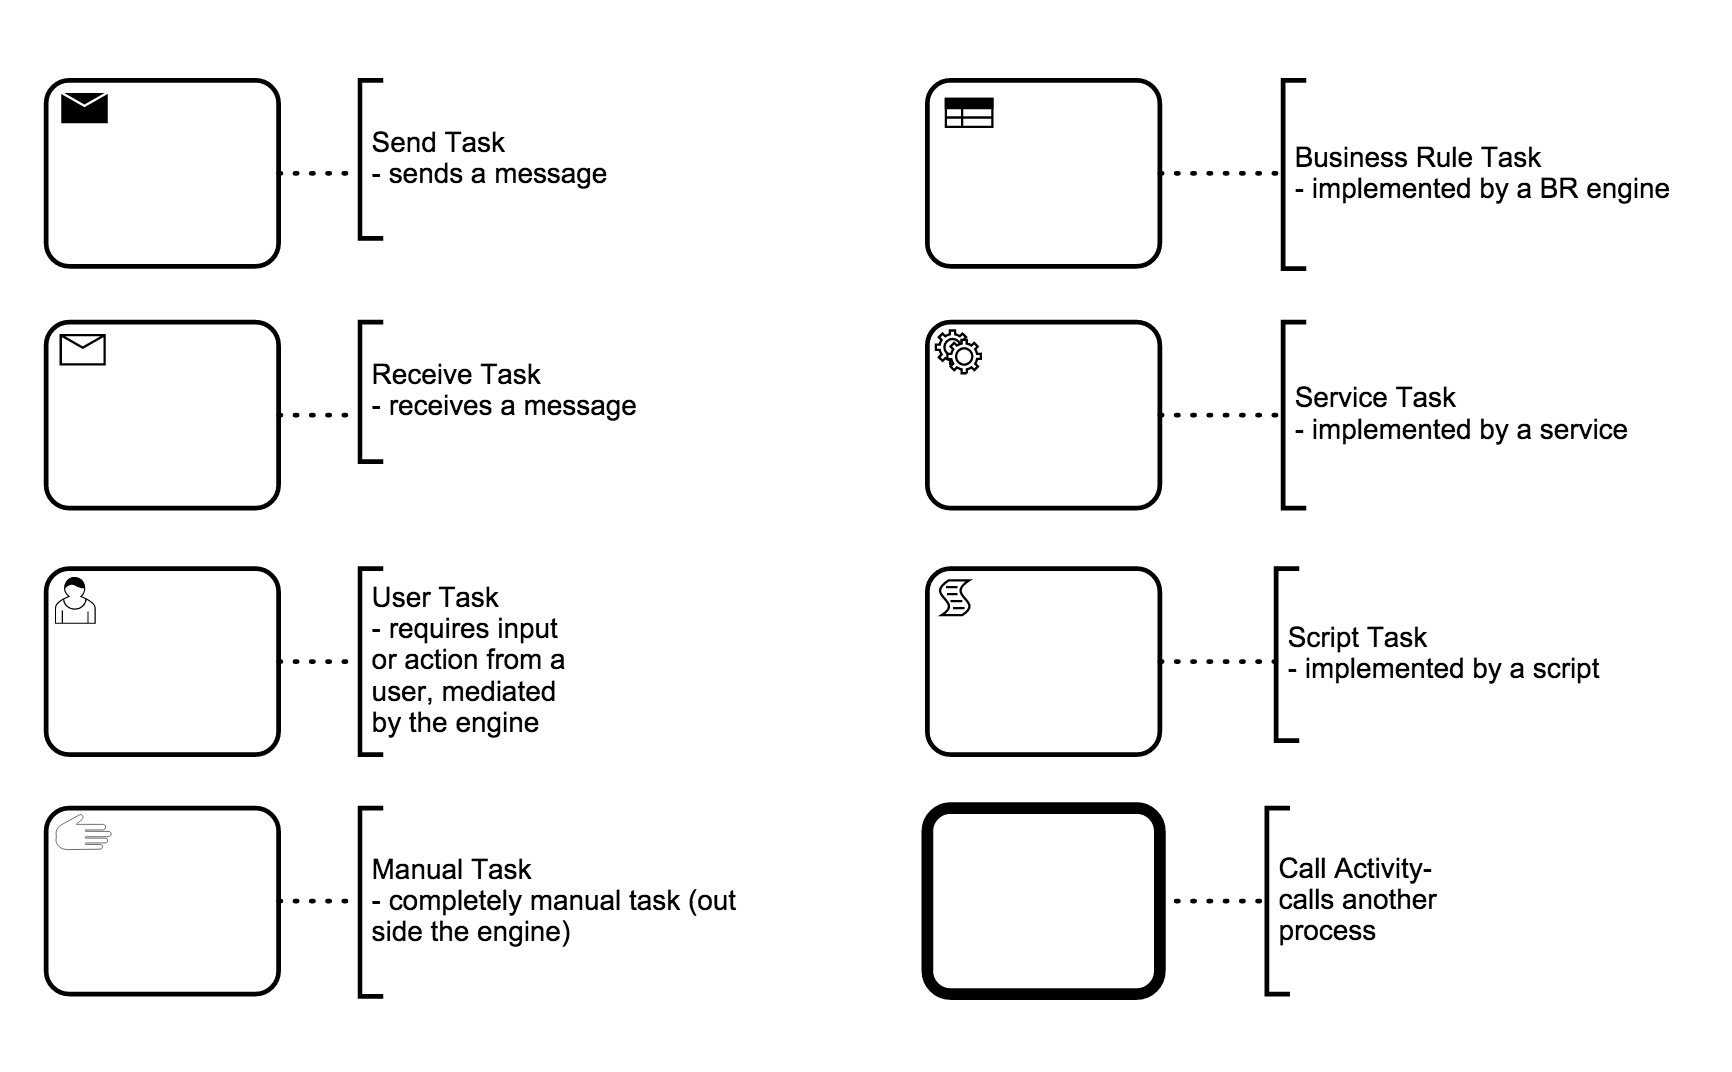 Send Task
- sends a message
Business Rule Task
- implemented by a BR engine
Receive Task
- receives a message
Service Task
- implemented by a service
User Task
- requires input
or action from a
user, mediated
by the engine
Script Task
- implemented by a script
Manual Task
- completely manual task (out
side the engine)
Call Activity-
calls another
process